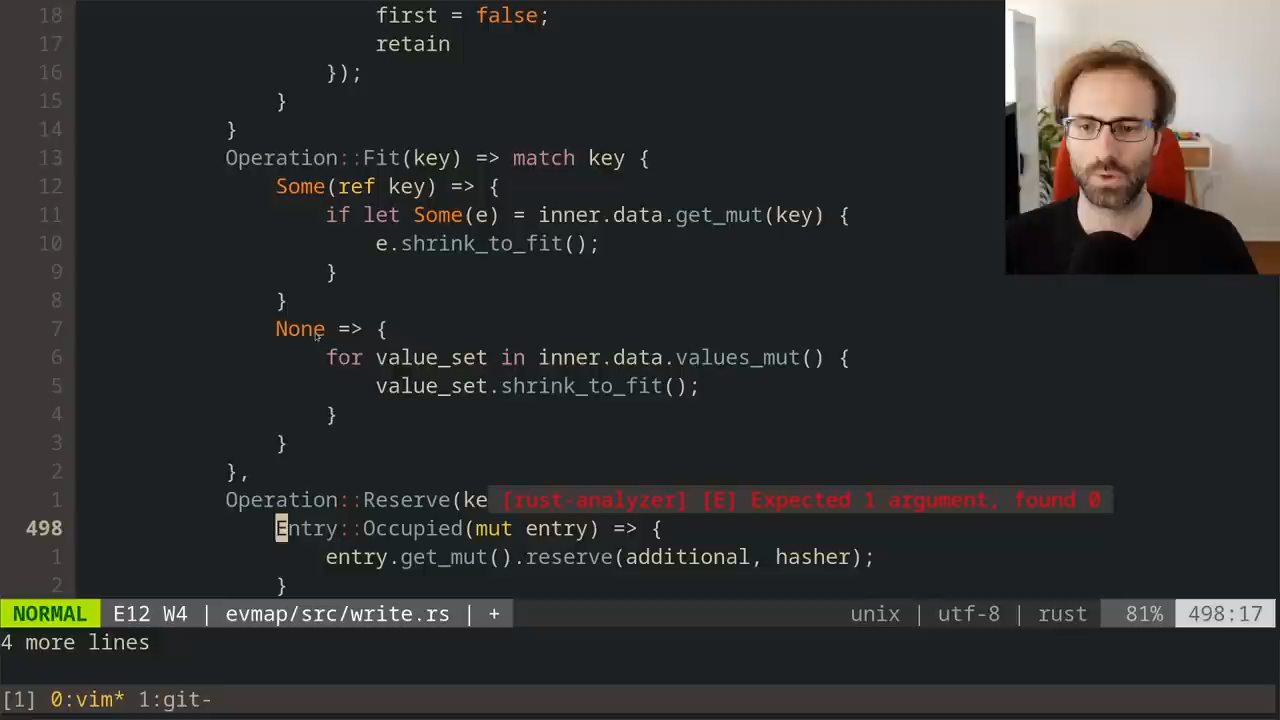 18 first = false;
17 retain
16 });
15 }
14 }
13 Operation::Fit(key) => match key {
12 Some(ref key) => {
11 if let Some(e) = inner.data.get_mut(key) {
10 e.shrink_to_fit();
9 }
8 }
7 None => {
6 for value_set in inner.data.values_mut() {
5 value_set.shrink_to_fit();
4 }
3 }
2 },
1 Operation::Reserve(ke [rust-analyzer] [E] Expected 1 argument, found 0
498 Entry::Occupied(mut entry) => {
1 entry.get_mut().reserve(additional, hasher);
2 }
NORMAL E12 W4 | evmap/src/write.rs | + unix | utf-8 | rust 81% 498:17
4 more lines
[1] 0:vim* 1:git-